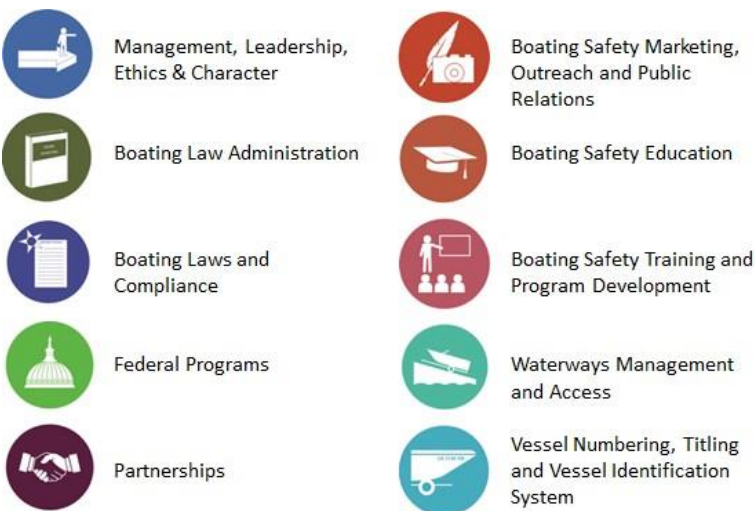 Management, Leadership,
Ethics & Character
Boating Law Administration
Boating Laws and
Compliance
Federal Programs
Partnerships
Boating Safety Marketing,
Outreach and Public
Relations
Boating Safety Education
Boating Safety Training and
Program Development
Waterways Management
and Access
Vessel Numbering, Titling
and Vessel Identification
System